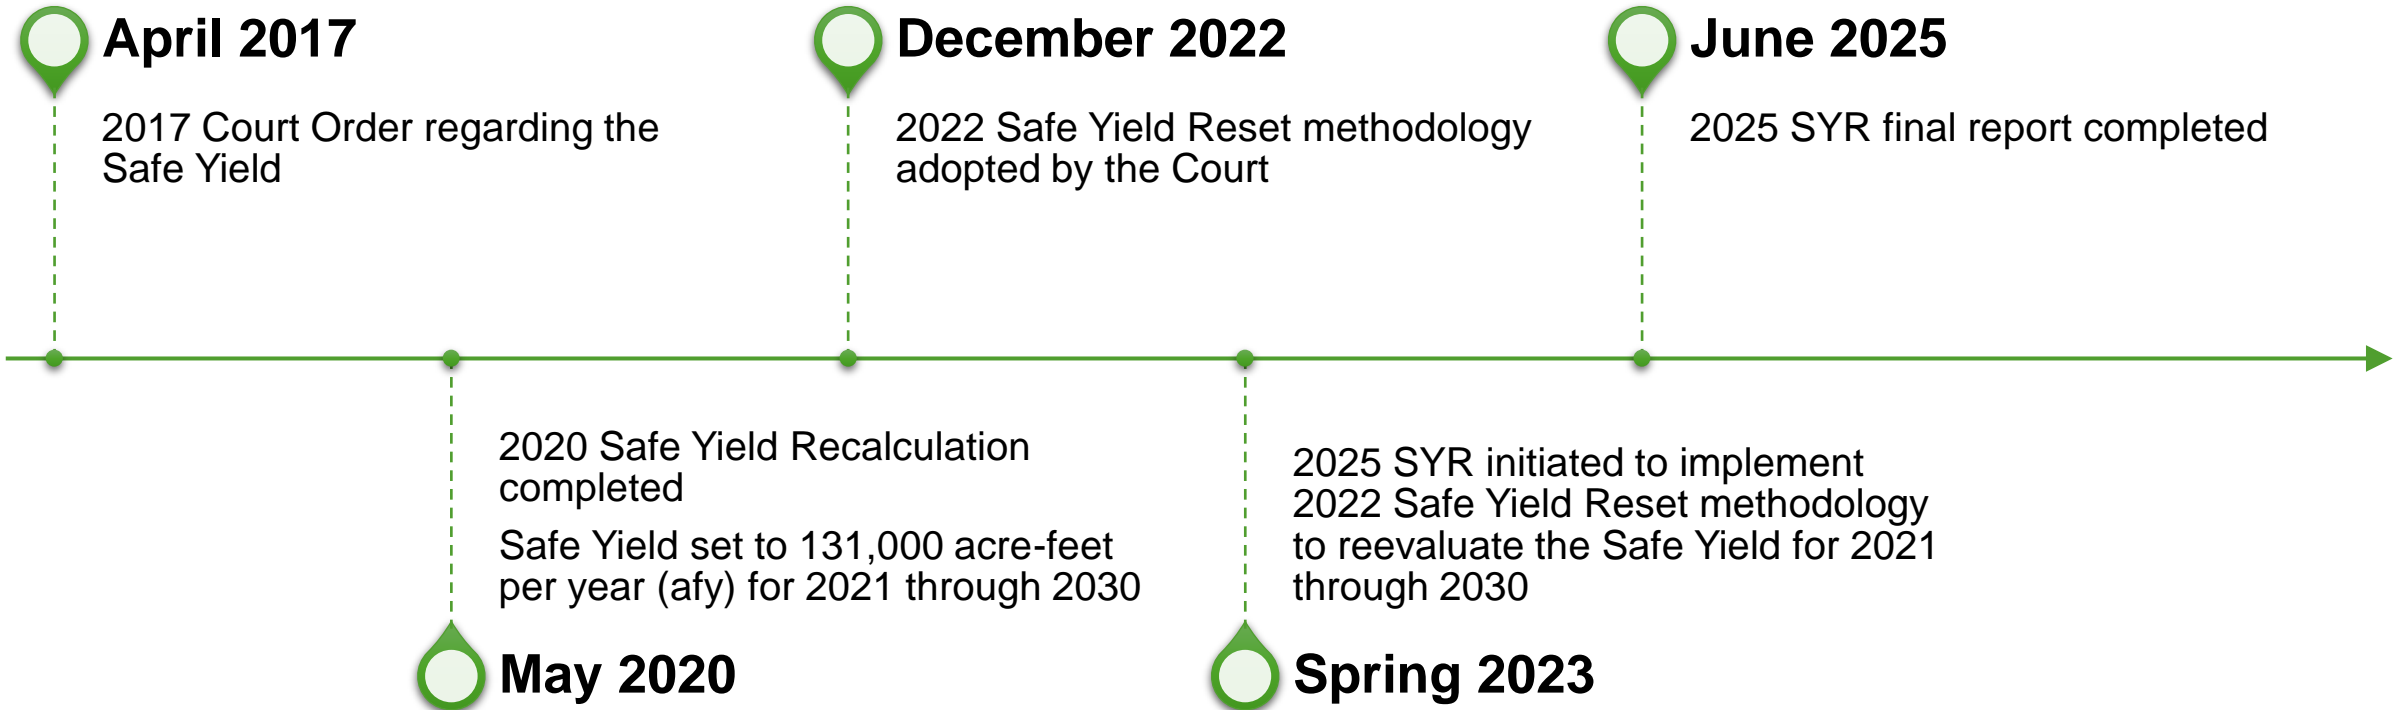 April 2017
2017 Court Order regarding the
Safe Yield
May 2020
2020 Safe Yield Recalculation
completed
Safe Yield set to 131,000 acre-feet
per year (afy) for 2021 through 2030
December 2022
2022 Safe Yield Reset methodology
adopted by the Court
Spring 2023
2025 SYR initiated to implement
2022 Safe Yield Reset methodology
to reevaluate the Safe Yield for 2021
through 2030
June 2025
2025 SYR final report completed